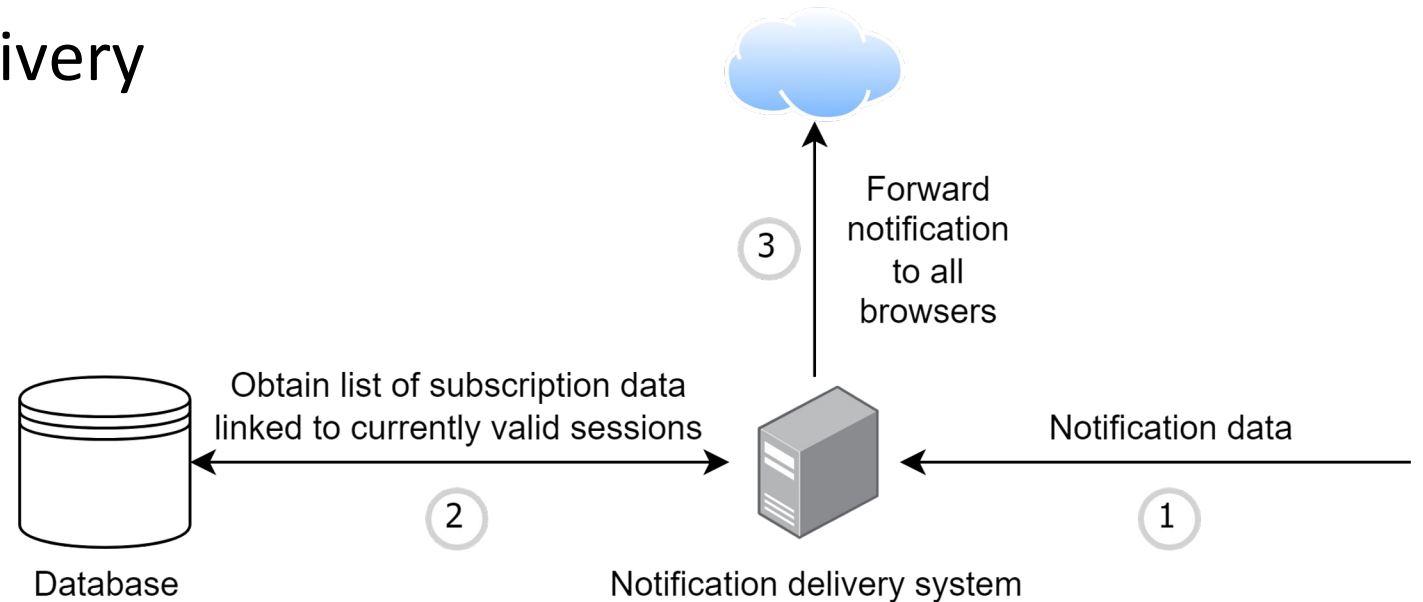 ivery
3
Forward
notification
to all
browsers
Obtain list of subscription data
linked to currently valid sessions
Notification data
2
1
Database
Notification delivery system